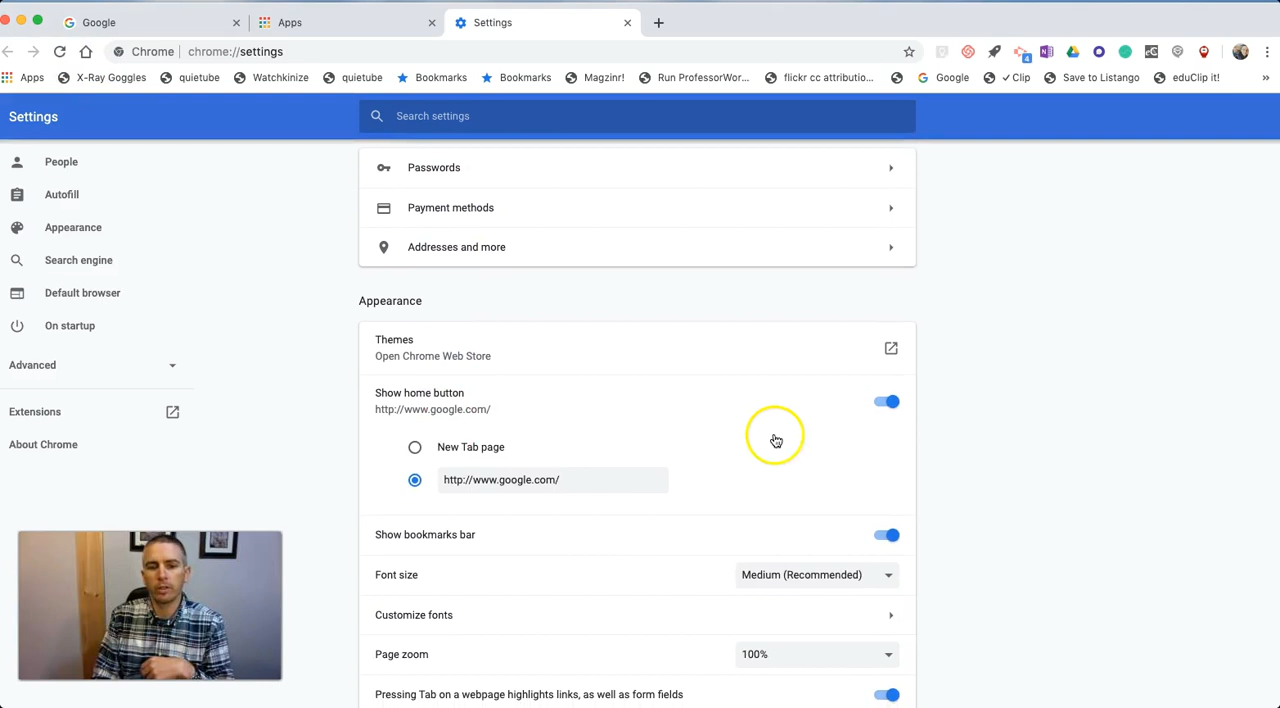 Google
Apps
Settings
Chrome chrome://settings
4
Apps X-Ray Goggles quietube Watchkinize quietube Bookmarks Bookmarks Magzinr! Run ProfessorWor... flickr cc attributio... Google ✓ Clip Save to Listango eduClip it! »
Settings
Search settings
People
Autofill
Appearance
Search engine
Default browser
On startup
Advanced
Extensions
About Chrome
Passwords
Payment methods
Addresses and more
Appearance
Themes
Open Chrome Web Store
Show home button
http://www.google.com/
New Tab page
http://www.google.com/
Show bookmarks bar
Font size Medium (Recommended)
Customize fonts
Page zoom 100%
Pressing Tab on a webpage highlights links, as well as form fields